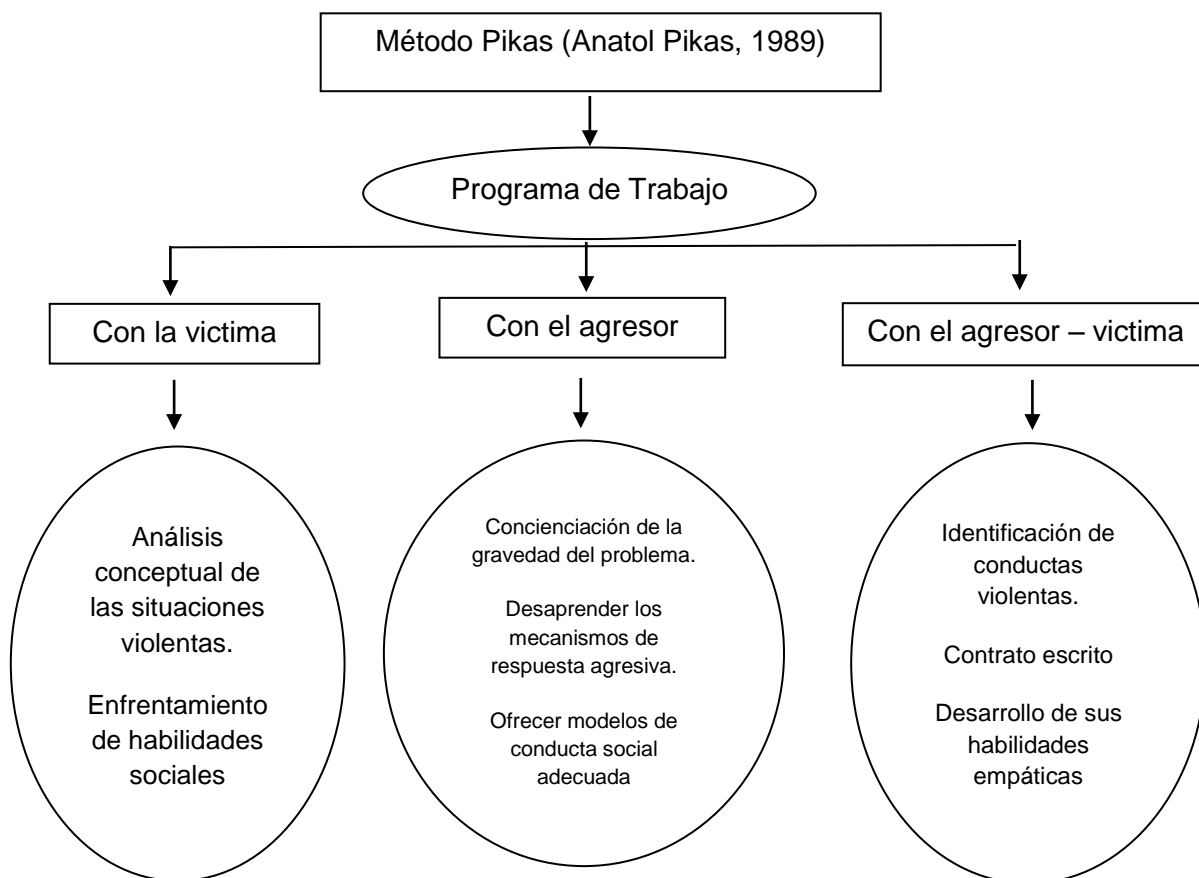 Método Pikas (Anatol Pikas, 1989)
Programa de Trabajo
Con la victima
Con el agresor
Con el agresor – victima
Análisis
conceptual de
las situaciones
violentas.
Enfrentamiento
de habilidades
sociales
Concienciación de la
gravedad del problema.
Desaprender los
mecanismos de
respuesta agresiva.
Ofrecer modelos de
conducta social
adecuada
Identificación de
conductas
violentas.
Contrato escrito
Desarrollo de sus
habilidades
empáticas